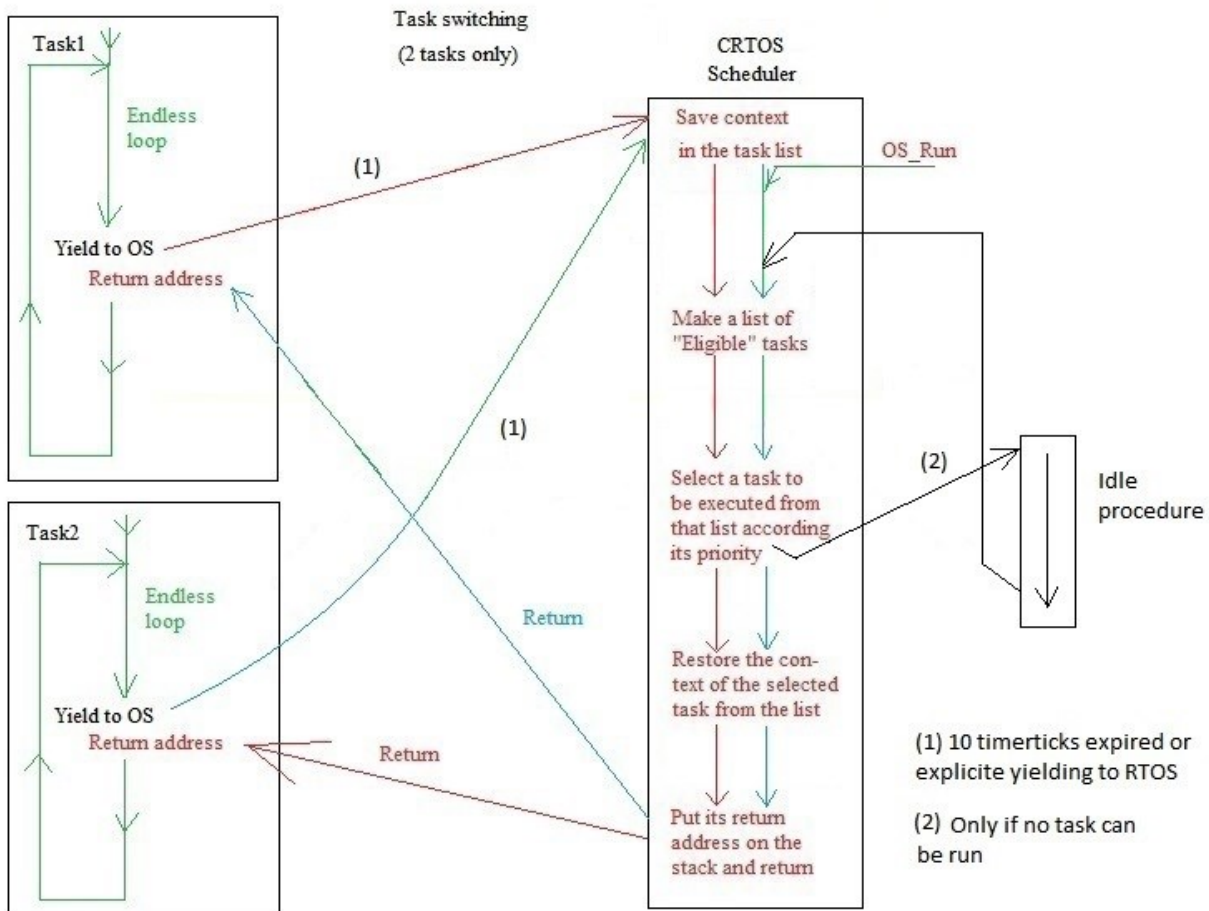 Task switching
(2 tasks only)
Task1
Endless
loop
Yield to OS
Return address
(1)
(1)
Task2
Endless
loop
Yield to OS
Return address
Return
Return
CRTOS
Scheduler
Save context
in the task list
OS_Run
Make a list of
"Eligible" tasks
Select a task to
be executed from
that list according
its priority
(2)
Idle
procedure
Restore the con-
text of the selected
task from the list
Put its return
address on the
stack and return
(1) 10 timerticks expired or
explicite yielding to RTOS
(2) Only if no task can
be run